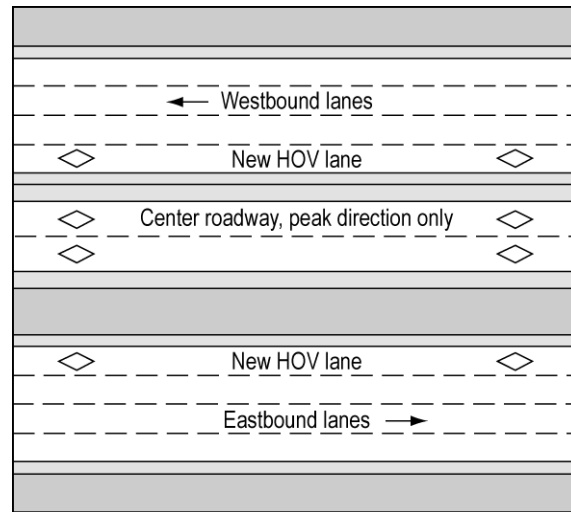 Westbound lanes
New HOV lane
Center roadway, peak direction only
New HOV lane
Eastbound lanes